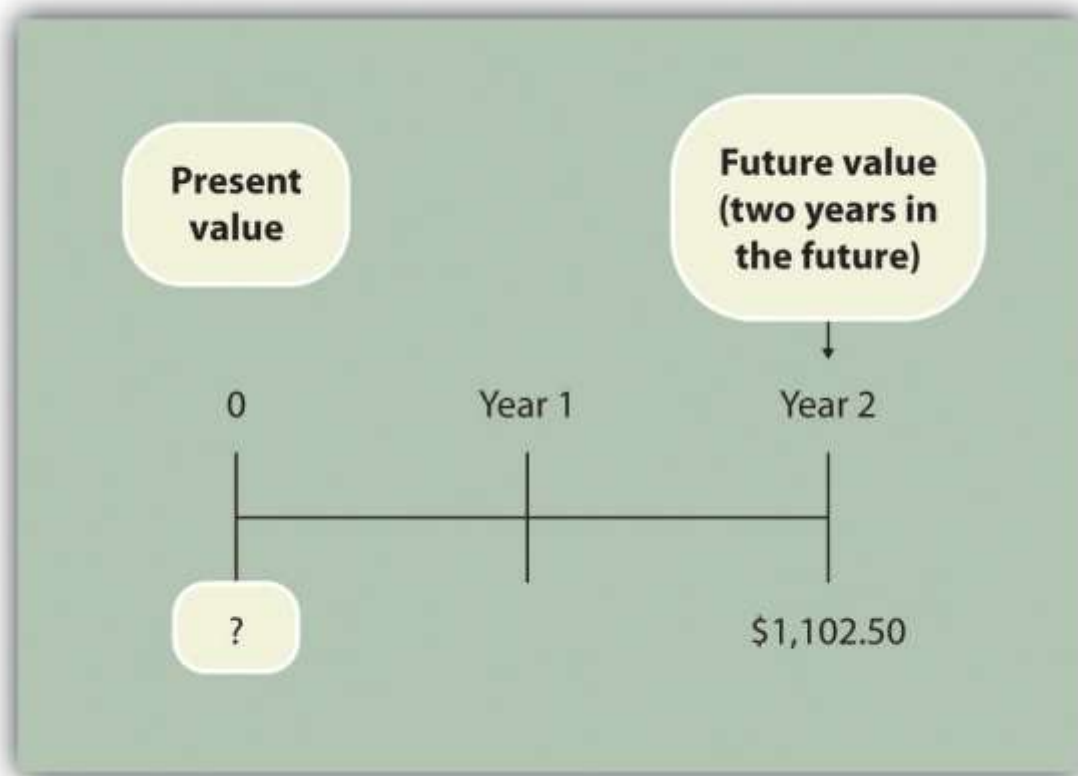 Present
value
Future value
(two years in
the future)
0
Year 1
Year 2
?
$1,102.50